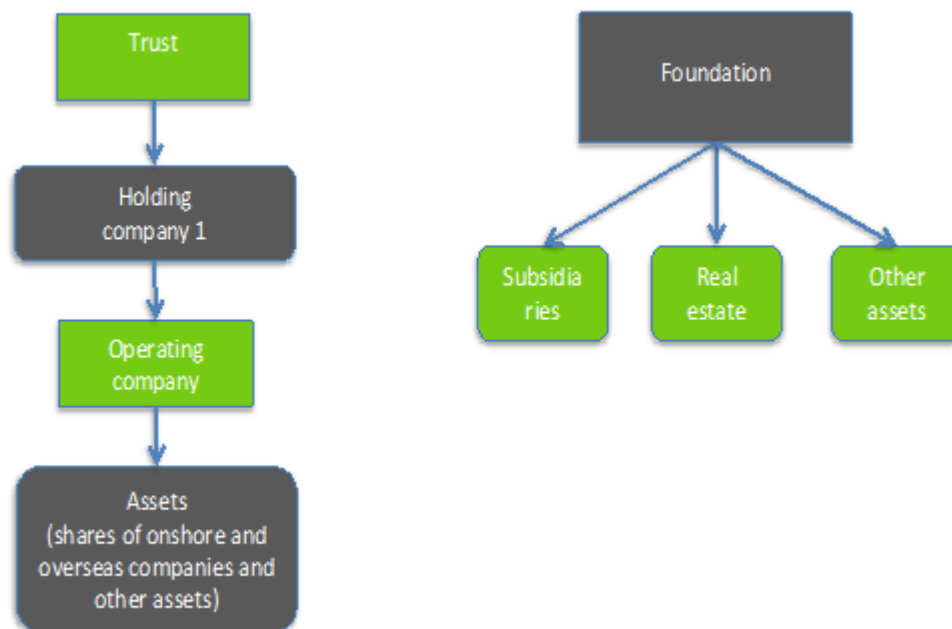 Trust
Holding
company 1
Operating
company
Assets
(shares of onshore and
overseas companies and
other assets)
Foundation
Subsidia
ries
Real
estate
Other
assets